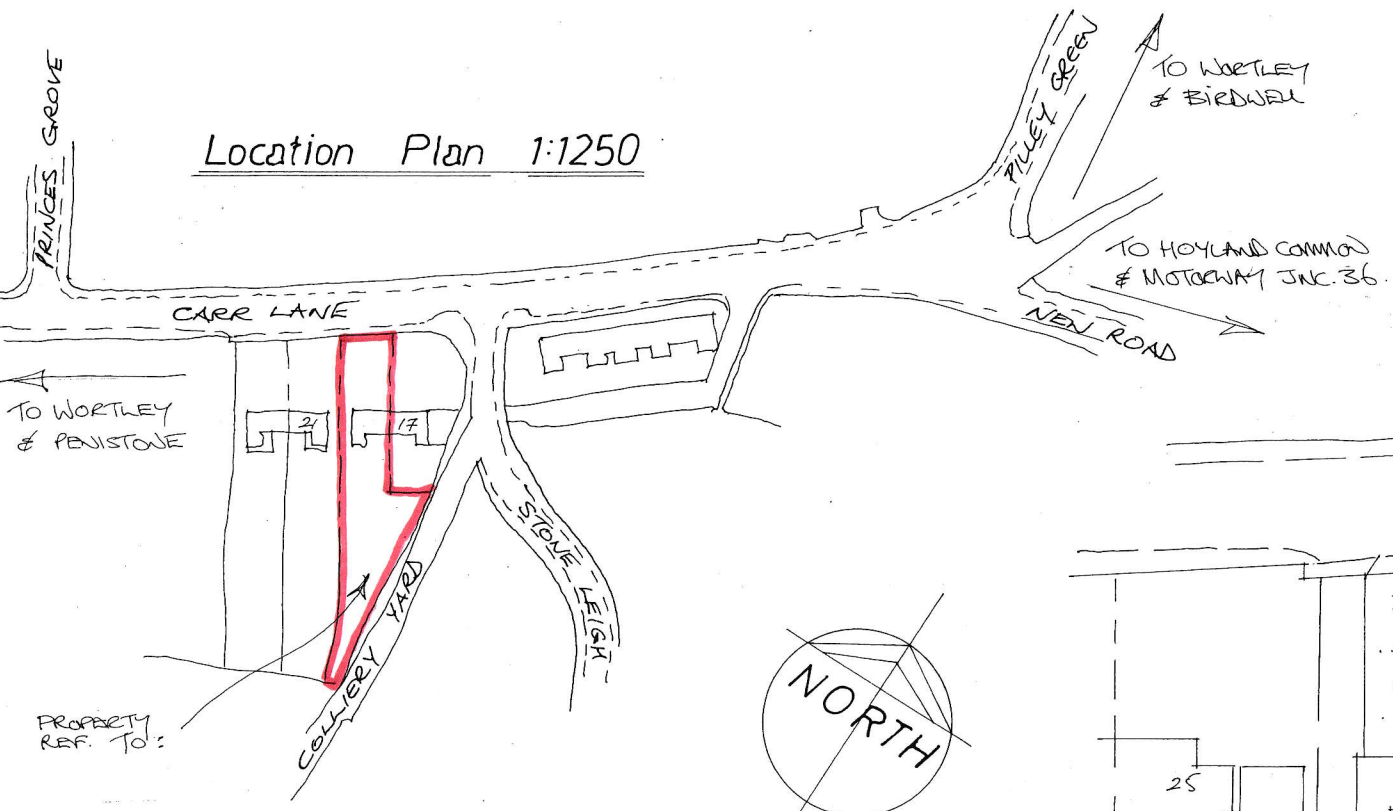 PRINCES GROVE
Location Plan 1:1250
PILLEY GREEN
TO WORTLEY
& BIRDWELL
TO HOYLAND COMMON
& MOTORWAY JNC. 36.
NEW ROAD
CARR LANE
TO WORTLEY
& PENISTONE
21
17
STONE LEIGH
COLLIERY YARD
PROPERTY
REF. TO :
NORTH
25